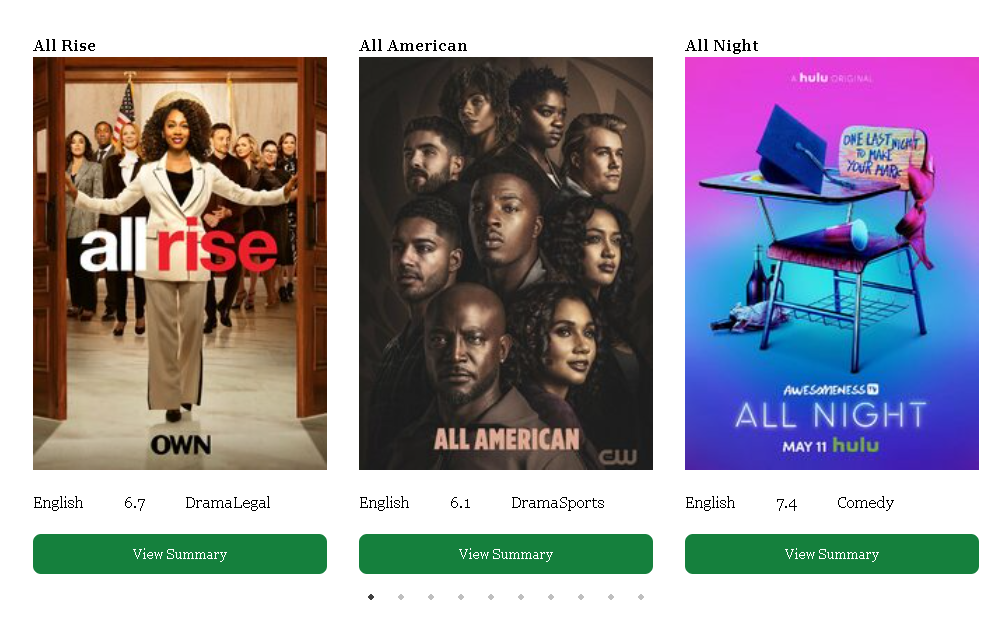 All Rise
all rise
OWN
English 6.7 DramaLegal
View Summary
All American
ALL AMERICAN
CW
English 6.1 DramaSports
View Summary
All Night
A hulu ORIGINAL
ONE LAST NIGHT
TO MAKE
YOUR MARK
AWESOMENESS TV
ALL NIGHT
MAY 11 hulu
English 7.4 Comedy
View Summary